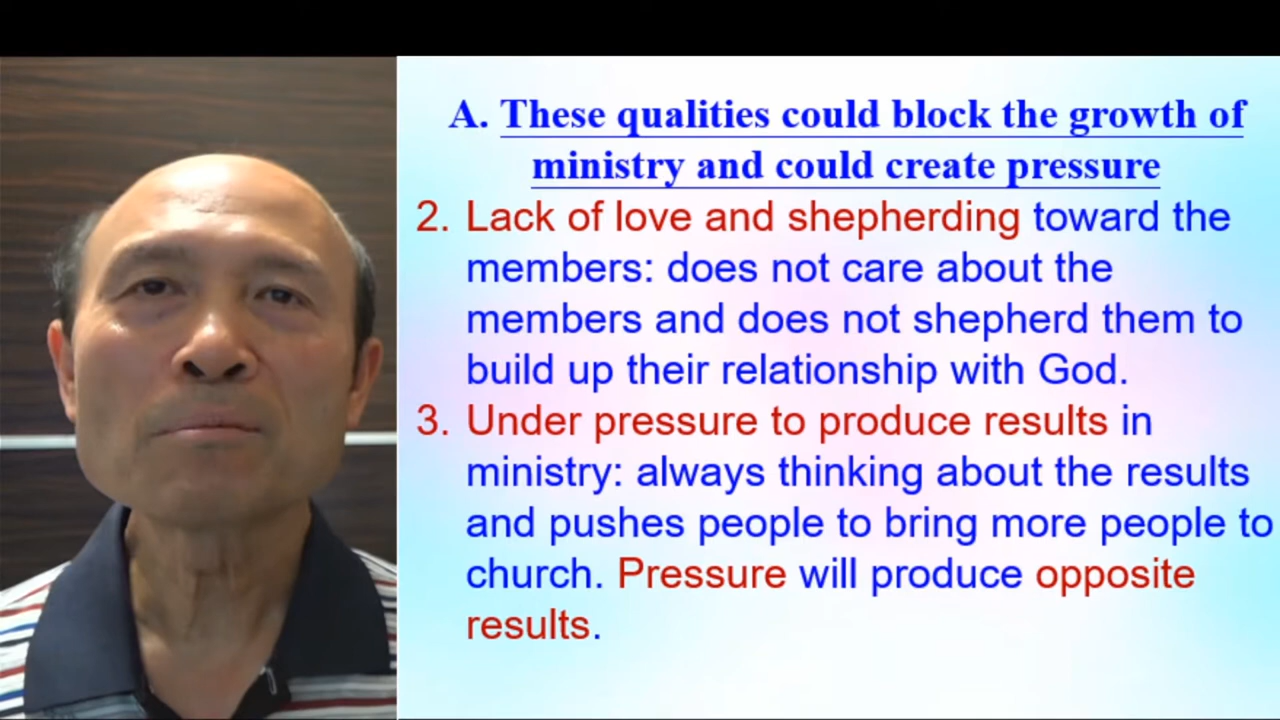 A. These qualities could block the growth of
ministry and could create pressure
2. Lack of love and shepherding toward the
members: does not care about the
members and does not shepherd them to
build up their relationship with God.
3. Under pressure to produce results in
ministry: always thinking about the results
and pushes people to bring more people to
church. Pressure will produce opposite
results.